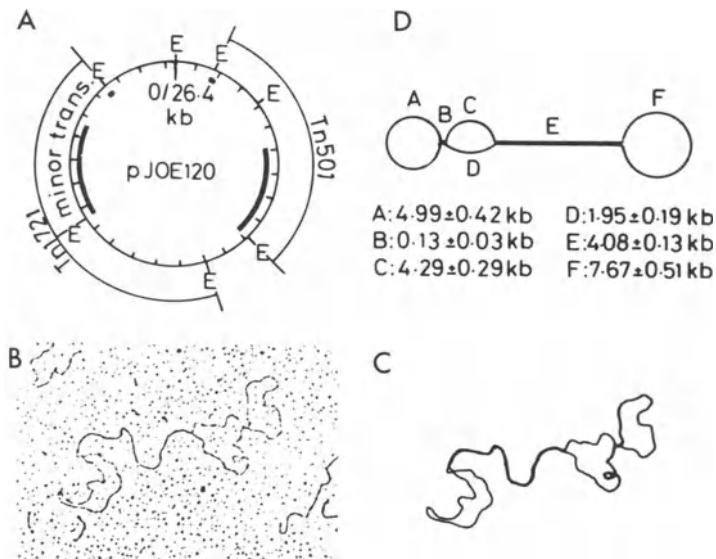 A
E
E
E
0/26·4
kb
Tn501
minor trans.
E
pJOE120
Tn1721
E
E
E
D
A
B
C
D
E
F
A:4·99±0·42 kb D:1·95±0·19 kb
B:0·13±0·03 kb E:4·08±0·13 kb
C:4·29±0·29 kb F:7·67±0·51 kb
B
C